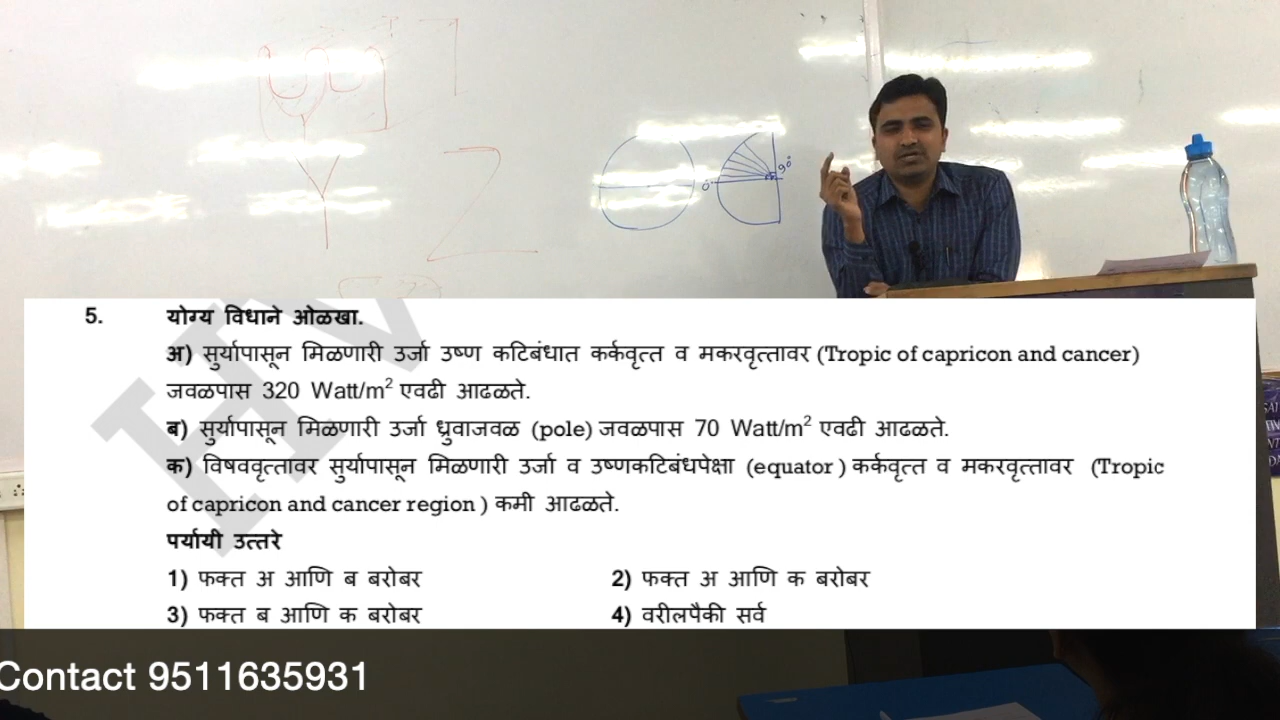 Y
Z
0°
90°
5. योग्य विधाने ओळखा.
अ) सुर्यापासून मिळणारी उर्जा उष्ण कटिबंधात कर्कवृत्त व मकरवृत्तावर (Tropic of capricon and cancer)
जवळपास 320 Watt/m² एवढी आढळते.
ब) सुर्यापासून मिळणारी उर्जा ध्रुवाजवळ (pole) जवळपास 70 Watt/m² एवढी आढळते.
क) विषववृत्तावर सुर्यापासून मिळणारी उर्जा व उष्णकटिबंधपेक्षा (equator ) कर्कवृत्त व मकरवृत्तावर (Tropic
of capricon and cancer region ) कमी आढळते.
पर्यायी उत्तरे
1) फक्त अ आणि ब बरोबर 2) फक्त अ आणि क बरोबर
3) फक्त ब आणि क बरोबर 4) वरीलपैकी सर्व
Contact 9511635931